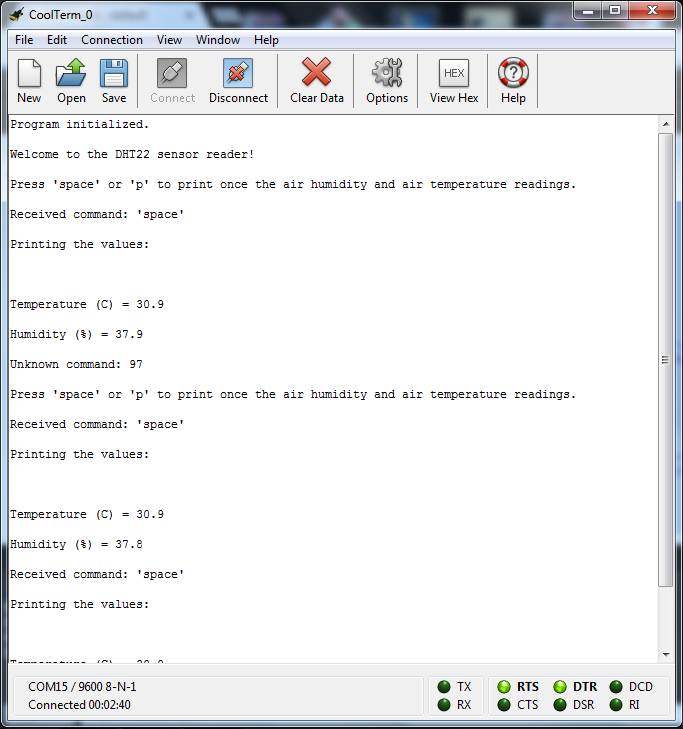 CoolTerm_0
File Edit Connection View Window Help
New Open Save Connect Disconnect Clear Data Options HEX View Hex Help
Program initialized.
Welcome to the DHT22 sensor reader!
Press 'space' or 'p' to print once the air humidity and air temperature readings.
Received command: 'space'
Printing the values:
Temperature (C) = 30.9
Humidity (%) = 37.9
Unknown command: 97
Press 'space' or 'p' to print once the air humidity and air temperature readings.
Received command: 'space'
Printing the values:
Temperature (C) = 30.9
Humidity (%) = 37.8
Received command: 'space'
Printing the values:
Temperature (C) =
COM15 / 9600 8-N-1 TX RTS DTR DCD
Connected 00:02:40 RX CTS DSR RI